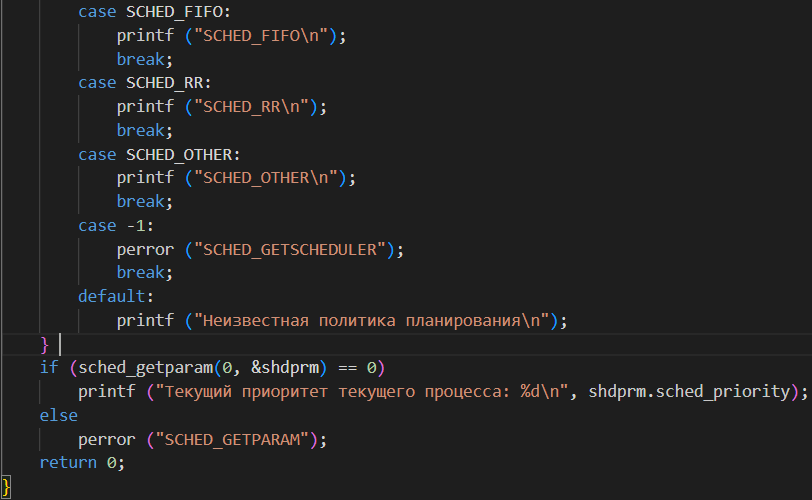 case SCHED_FIFO:
printf ("SCHED_FIFO\n");
break;
case SCHED_RR:
printf ("SCHED_RR\n");
break;
case SCHED_OTHER:
printf ("SCHED_OTHER\n");
break;
case -1:
perror ("SCHED_GETSCHEDULER");
break;
default:
printf ("Неизвестная политика планирования\n");
}
if (sched_getparam(0, &shdprm) == 0)
printf ("Текущий приоритет текущего процесса: %d\n", shdprm.sched_priority);
else
perror ("SCHED_GETPARAM");
return 0;
}